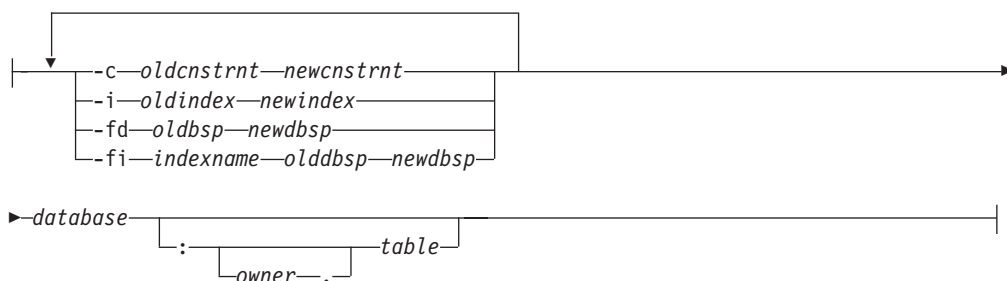 -c oldcnstrnt newcnstrnt
-i oldindex newindex
-fd oldbsp newdbsp
-fi indexname olddbsp newdbsp
database
: table
owner .